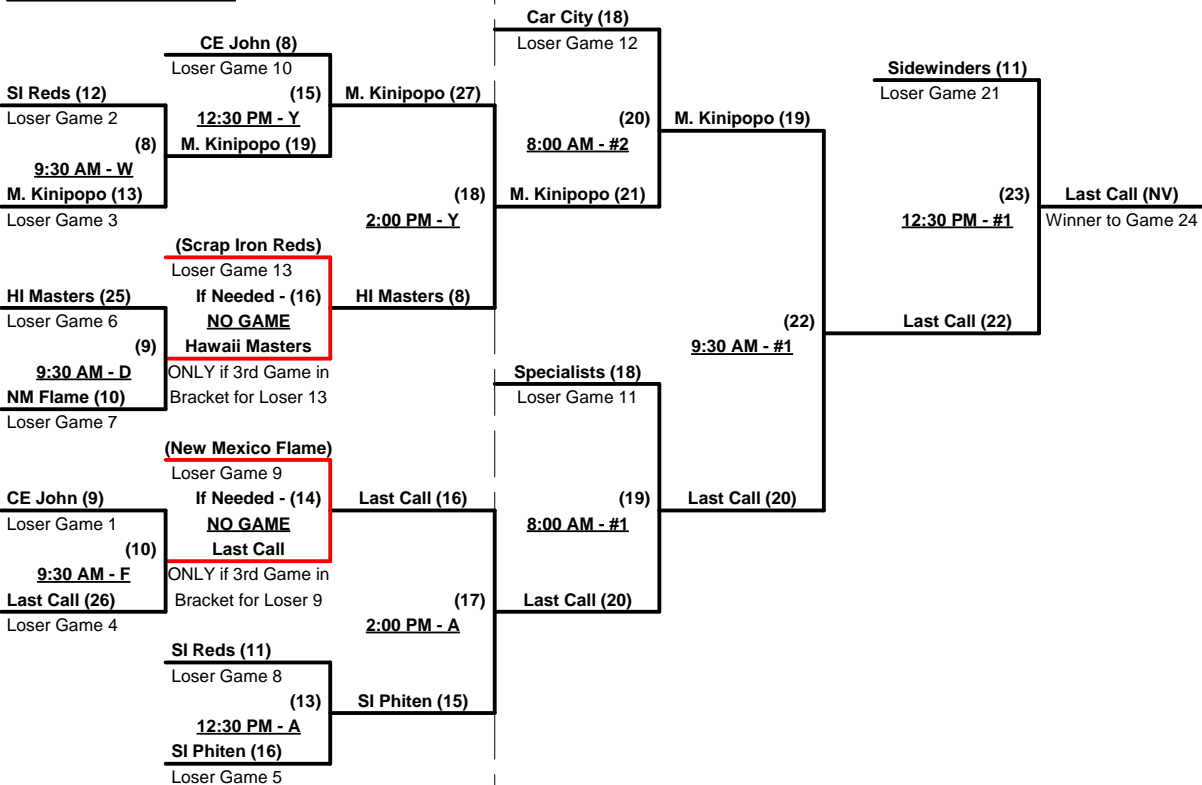 Car City (18)
Loser Game 12
CE John (8)
Loser Game 10
Sidewinders (11)
Loser Game 21
SI Reds (12)
Loser Game 2
(15)
12:30 PM - Y
M. Kinipopo (27)
(20)
8:00 AM - #2
M. Kinipopo (19)
(8)
9:30 AM - W
M. Kinipopo (19)
M. Kinipopo (13)
Loser Game 3
(18)
2:00 PM - Y
M. Kinipopo (21)
(23)
12:30 PM - #1
Last Call (NV)
Winner to Game 24
(Scrap Iron Reds)
Loser Game 13
HI Masters (25)
Loser Game 6
If Needed - (16)
NO GAME
Hawaii Masters
HI Masters (8)
(22)
9:30 AM - #1
Last Call (22)
(9)
9:30 AM - D
ONLY if 3rd Game in
Bracket for Loser 13
NM Flame (10)
Loser Game 7
Specialists (18)
Loser Game 11
(New Mexico Flame)
Loser Game 9
CE John (9)
Loser Game 1
If Needed - (14)
NO GAME
Last Call
Last Call (16)
(19)
8:00 AM - #1
Last Call (20)
(10)
9:30 AM - F
ONLY if 3rd Game in
Bracket for Loser 9
Last Call (26)
Loser Game 4
(17)
2:00 PM - A
Last Call (20)
SI Reds (11)
Loser Game 8
(13)
12:30 PM - A
SI Phiten (15)
SI Phiten (16)
Loser Game 5